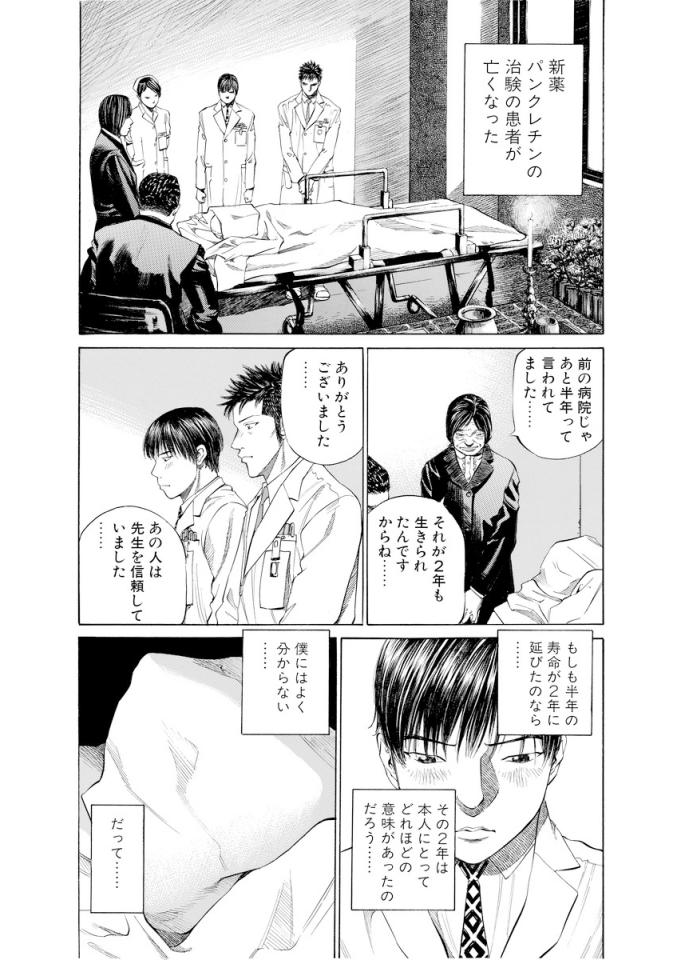 新薬
パンクレチンの
治験の患者が
亡くなった
前の病院じゃ
あと半年って
言われて
ました……
それが２年も
生きられ
たんです
からね……
ありがとう
ございました
……
あの人は
先生を信頼して
いました
……
もしも半年の
寿命が２年に
延びたのなら
……
その２年は
本人にとって
どれほどの
意味があったの
だろう……
僕にはよく
分からない
……
だって……